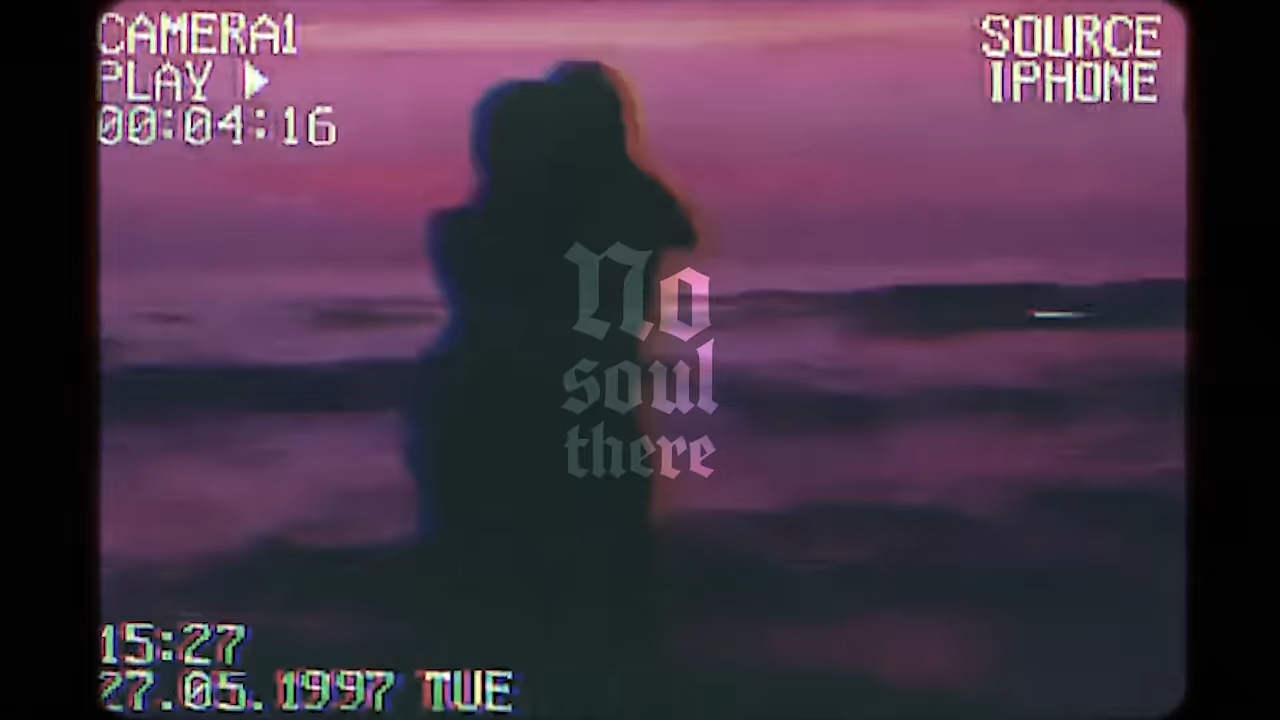 CAMERA1
PLAY
00:04:16
SOURCE
IPHONE
No
soul
there
15:27
27.05.1997 TUE